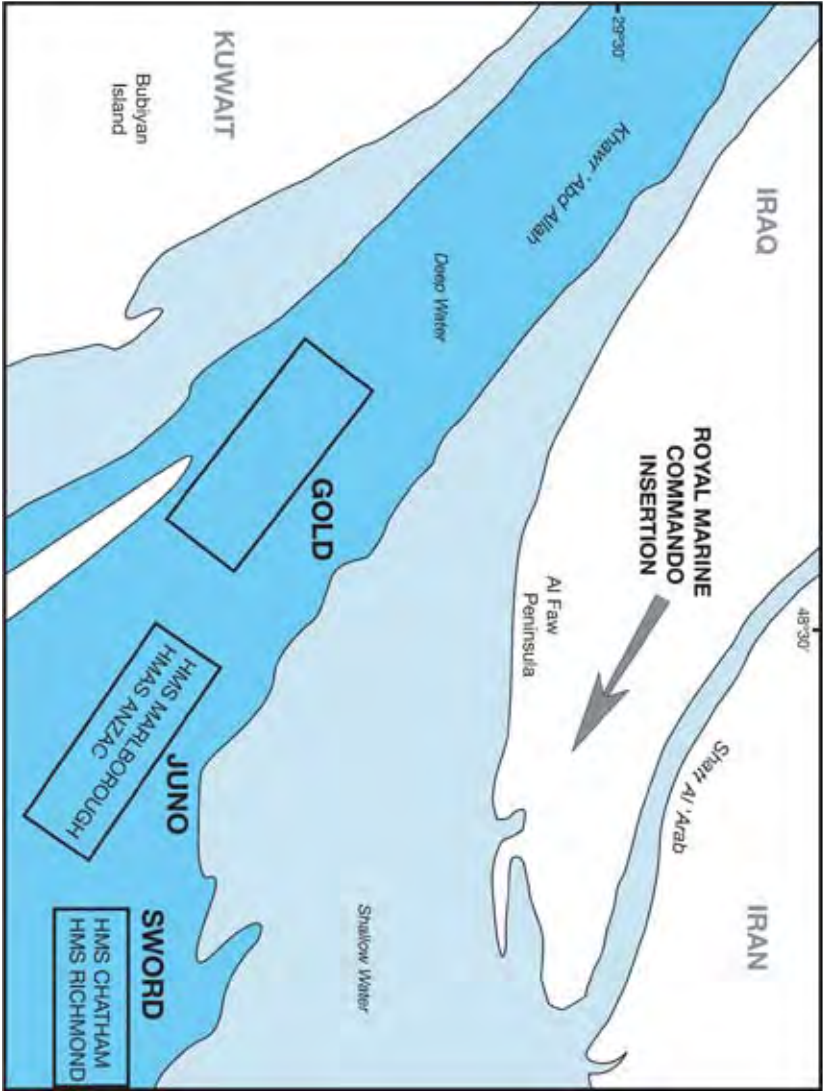 29°30'
KUWAIT
Bubiyan
Island
Khawr 'Abd Allah
IRAQ
Deep Water
ROYAL MARINE
COMMANDO
INSERTION
GOLD
Al Faw
Peninsula
48°30'
HMS MARLBOROUGH
HMAS ANZAC
JUNO
Shatt Al 'Arab
IRAN
Shallow Water
SWORD
HMS CHATHAM
HMS RICHMOND